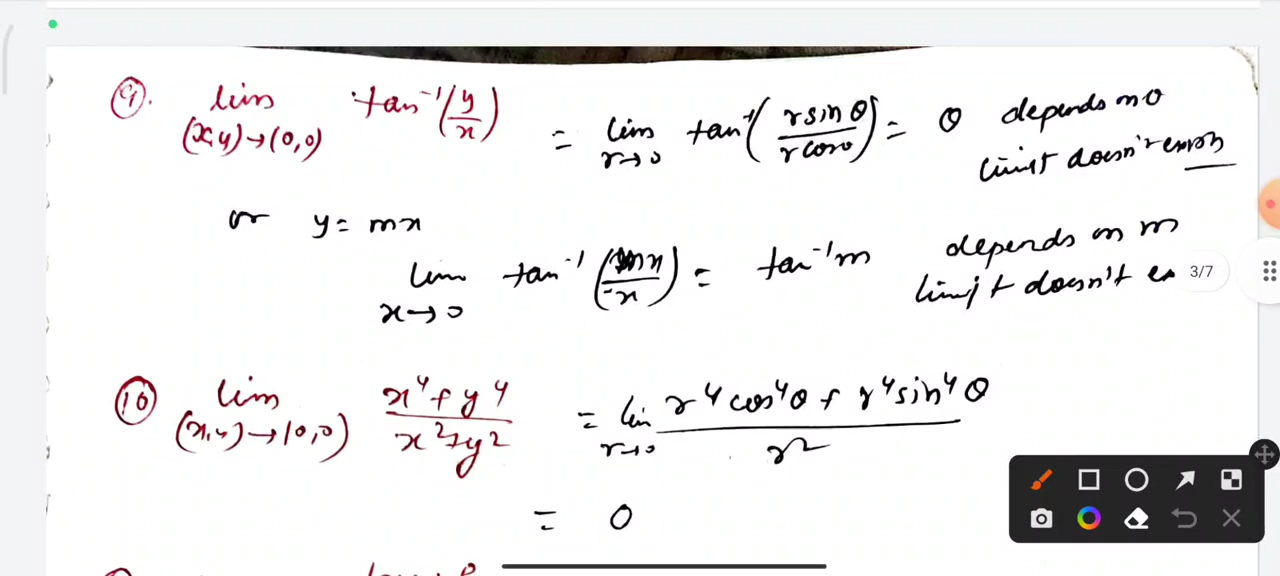 9. lim (x,y)→(0,0) tan⁻¹(y/x) = lim r→0 tan⁻¹(r sin θ / r cos θ) = θ depends on θ
limit doesn't exist
or y = mx
lim x→0 tan⁻¹(mx/x) = tan⁻¹m depends on m
limit doesn't ex
3/7
10 lim (x,y)→(0,0) x⁴+y⁴ / x²+y² = lim r→0 r⁴cos⁴θ + r⁴sin⁴θ / r²
= 0